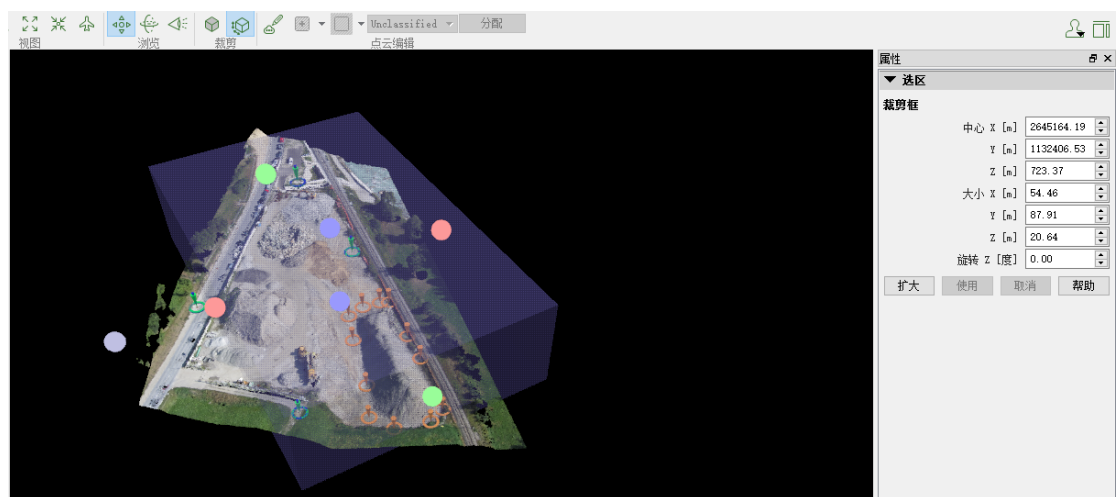 Unclassified 分配
视图 浏览 裁剪 点云编辑
属性
选区
裁剪框
中心 X [m] 2645164.19
Y [m] 1132406.53
Z [m] 723.37
大小 X [m] 54.46
Y [m] 87.91
Z [m] 20.64
旋转 Z [度] 0.00
扩大 使用 取消 帮助